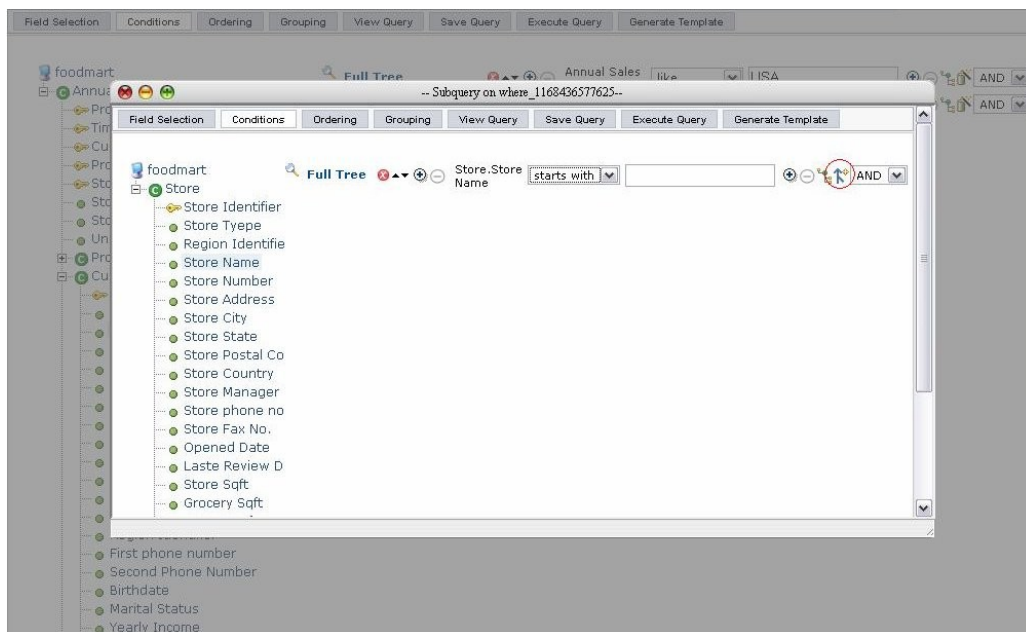 Field Selection Conditions Ordering Grouping View Query Save Query Execute Query Generate Template
foodmart Full Tree Annual Sales like USA AND
AND
-- Subquery on where_1168436577625--
Field Selection Conditions Ordering Grouping View Query Save Query Execute Query Generate Template
foodmart Full Tree Store.Store Name starts with AND
Store
Store Identifier
Store Tyepe
Region Identifie
Store Name
Store Number
Store Address
Store City
Store State
Store Postal Co
Store Country
Store Manager
Store phone no
Store Fax No.
Opened Date
Laste Review D
Store Sqft
Grocery Sqft
First phone number
Second Phone Number
Birthdate
Marital Status
Yearly Income